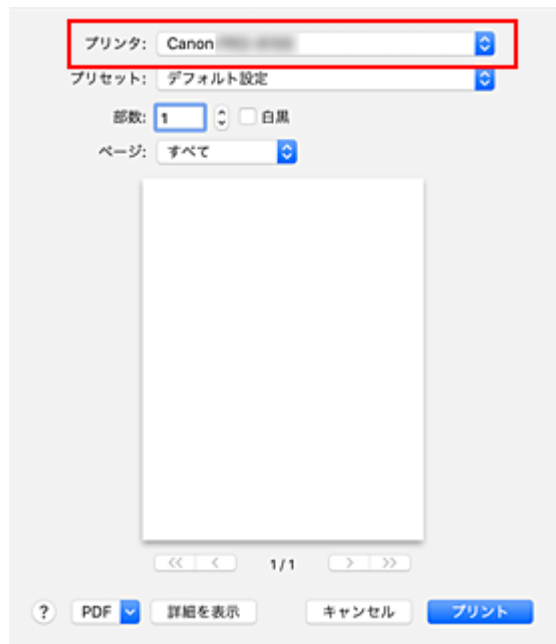 プリンタ: Canon
プリセット: デフォルト設定
部数: 1 白黒
ページ: すべて
<< < 1/1 > >>
? PDF 詳細を表示 キャンセル プリント